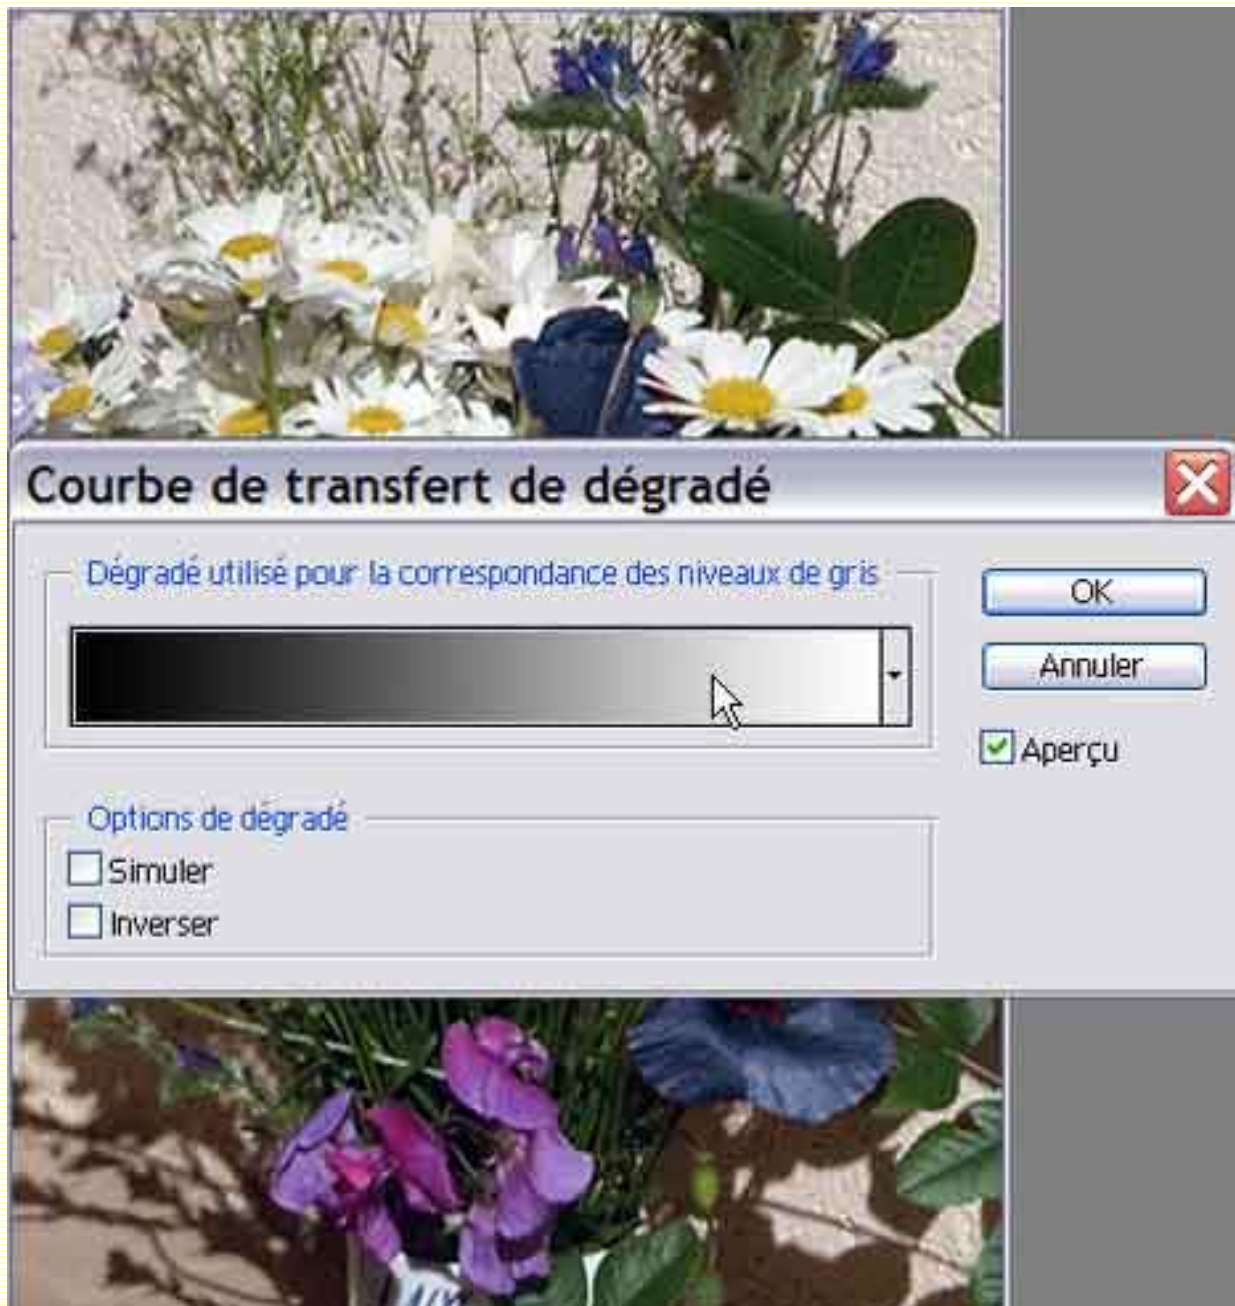 Courbe de transfert de dégradé
Dégradé utilisé pour la correspondance des niveaux de gris
OK
Annuler
Aperçu
Options de dégradé
Simuler
Inverser